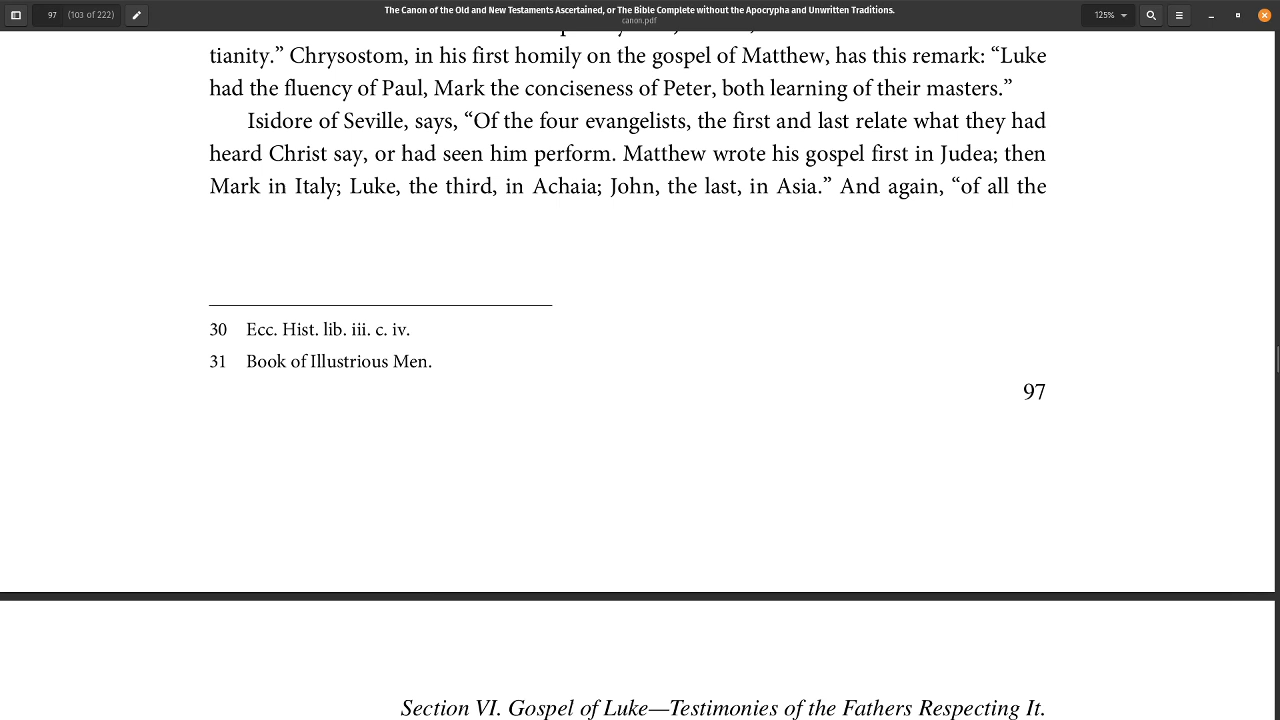 97 (103 of 222)
The Canon of the Old and New Testaments Ascertained, or The Bible Complete without the Apocrypha and Unwritten Traditions.
canon.pdf
125%
tianity.” Chrysostom, in his first homily on the gospel of Matthew, has this remark: “Luke
had the fluency of Paul, Mark the conciseness of Peter, both learning of their masters.”
Isidore of Seville, says, “Of the four evangelists, the first and last relate what they had
heard Christ say, or had seen him perform. Matthew wrote his gospel first in Judea; then
Mark in Italy; Luke, the third, in Achaia; John, the last, in Asia.” And again, “of all the
30 Ecc. Hist. lib. iii. c. iv.
31 Book of Illustrious Men.
97
Section VI. Gospel of Luke—Testimonies of the Fathers Respecting It.